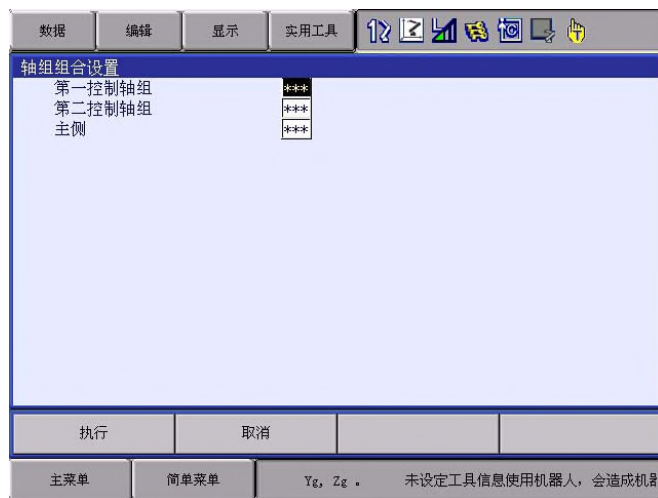 数据 编辑 显示 实用工具
轴组组合设置
第一控制轴组 ***
第二控制轴组 ***
主侧 ***
执行 取消
主菜单 简单菜单 Yg, Zg 。 未设定工具信息使用机器人，会造成机器